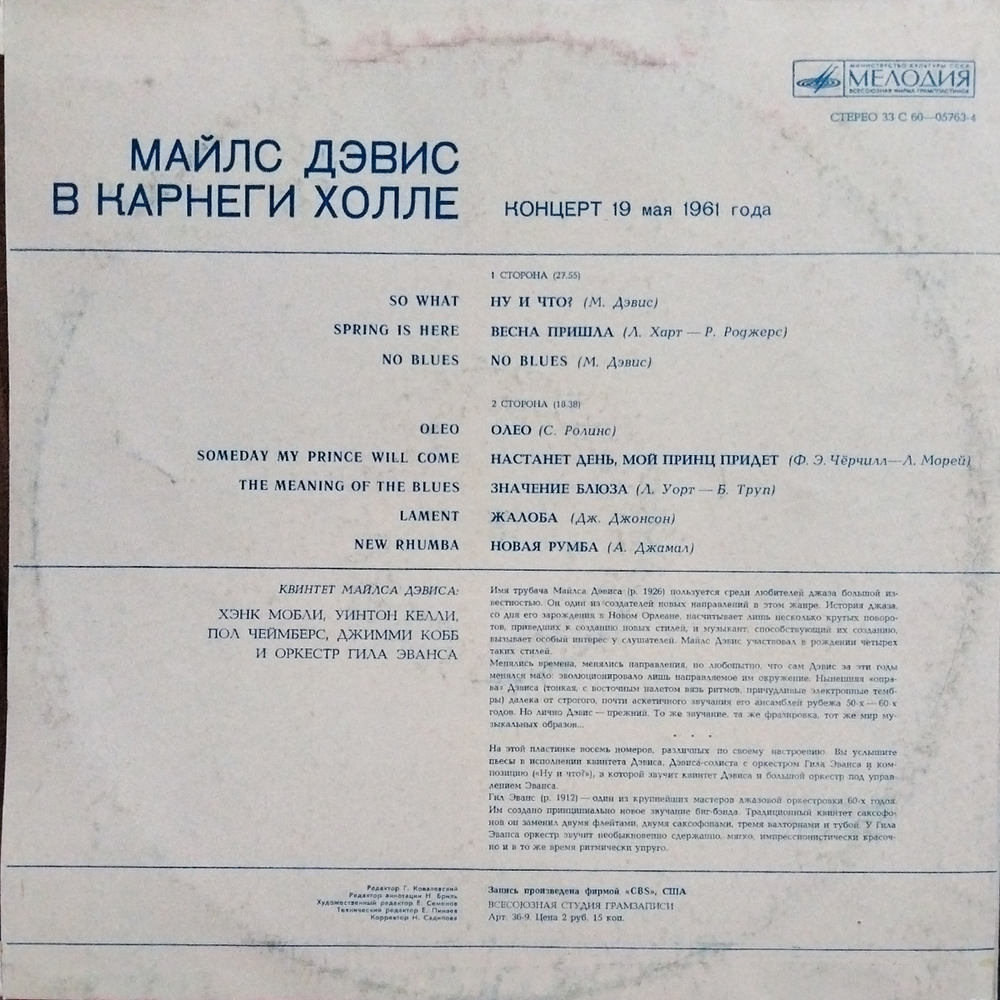 МИНИСТЕРСТВО КУЛЬТУРЫ СССР
МЕЛОДИЯ
ВСЕСОЮЗНАЯ ФИРМА ГРАМПЛАСТИНОК
СТЕРЕО 33 С 60—05763-4
МАЙЛС ДЭВИС
В КАРНЕГИ ХОЛЛЕ
КОНЦЕРТ 19 мая 1961 года
1 СТОРОНА (27.55)
SO WHAT НУ И ЧТО? (М. Дэвис)
SPRING IS HERE ВЕСНА ПРИШЛА (Л. Харт — Р. Роджерс)
NO BLUES NO BLUES (М. Дэвис)
2 СТОРОНА (18.38)
OLEO ОЛЕО (С. Ролинс)
SOMEDAY MY PRINCE WILL COME НАСТАНЕТ ДЕНЬ, МОЙ ПРИНЦ ПРИДЕТ (Ф. Э. Чёрчилл—Л. Морей)
THE MEANING OF THE BLUES ЗНАЧЕНИЕ БЛЮЗА (Л. Уорт — Б. Труп)
LAMENT ЖАЛОБА (Дж. Джонсон)
NEW RHUMBA НОВАЯ РУМБА (А. Джамал)
КВИНТЕТ МАЙЛСА ДЭВИСА:
ХЭНК МОБЛИ, УИНТОН КЕЛЛИ,
ПОЛ ЧЕЙМБЕРС, ДЖИММИ КОББ
И ОРКЕСТР ГИЛА ЭВАНСА
Имя трубача Майлса Дэвиса (р. 1926) пользуется среди любителей джаза большой из-
вестностью. Он один из создателей новых направлений в этом жанре. История джаза,
со дня его зарождения в Новом Орлеане, насчитывает лишь несколько крутых поворо-
тов, приведших к созданию новых стилей, и музыкант, способствующий их созданию,
вызывает особый интерес у слушателей. Майлс Дэвис участвовал в рождении четырех
таких стилей.
Менялись времена, менялись направления, но любопытно, что сам Дэвис за эти годы
менялся мало: эволюционировало лишь направляемое им окружение. Нынешняя «опра-
ва» Дэвиса (тонкая, с восточным налетом вязь ритмов, причудливые электронные темб-
ры) далека от строгого, почти аскетичного звучания его ансамблей рубежа 50-х — 60-х
годов. Но лично Дэвис — прежний. То же звучание, та же фразировка, тот же мир му-
зыкальных образов...
. . .
На этой пластинке восемь номеров, различных по своему настроению. Вы услышите
пьесы в исполнении квинтета Дэвиса, Дэвиса-солиста с оркестром Гила Эванса и ком-
позицию («Ну и что?»), в которой звучит квинтет Дэвиса и большой оркестр под управ-
лением Эванса.
Гил Эванс (р. 1912) — один из крупнейших мастеров джазовой оркестровки 60-х годов.
Им создано принципиально новое звучание биг-бэнда. Традиционный квинтет саксофо-
нов он заменил двумя флейтами, двумя саксофонами, тремя валторнами и тубой. У Гила
Эванса оркестр звучит необыкновенно сдержанно, мягко, импрессионистически красоч-
но и в то же время ритмически упруго.
Редактор Г. Ковалевский
Редактор аннотации Н. Бриль
Художественный редактор Е. Семенов
Технический редактор Е. Пинаев
Корректор Н. Садикова
Запись произведена фирмой «CBS», США
ВСЕСОЮЗНАЯ СТУДИЯ ГРАМЗАПИСИ
Арт. 36-9. Цена 2 руб. 15 коп.